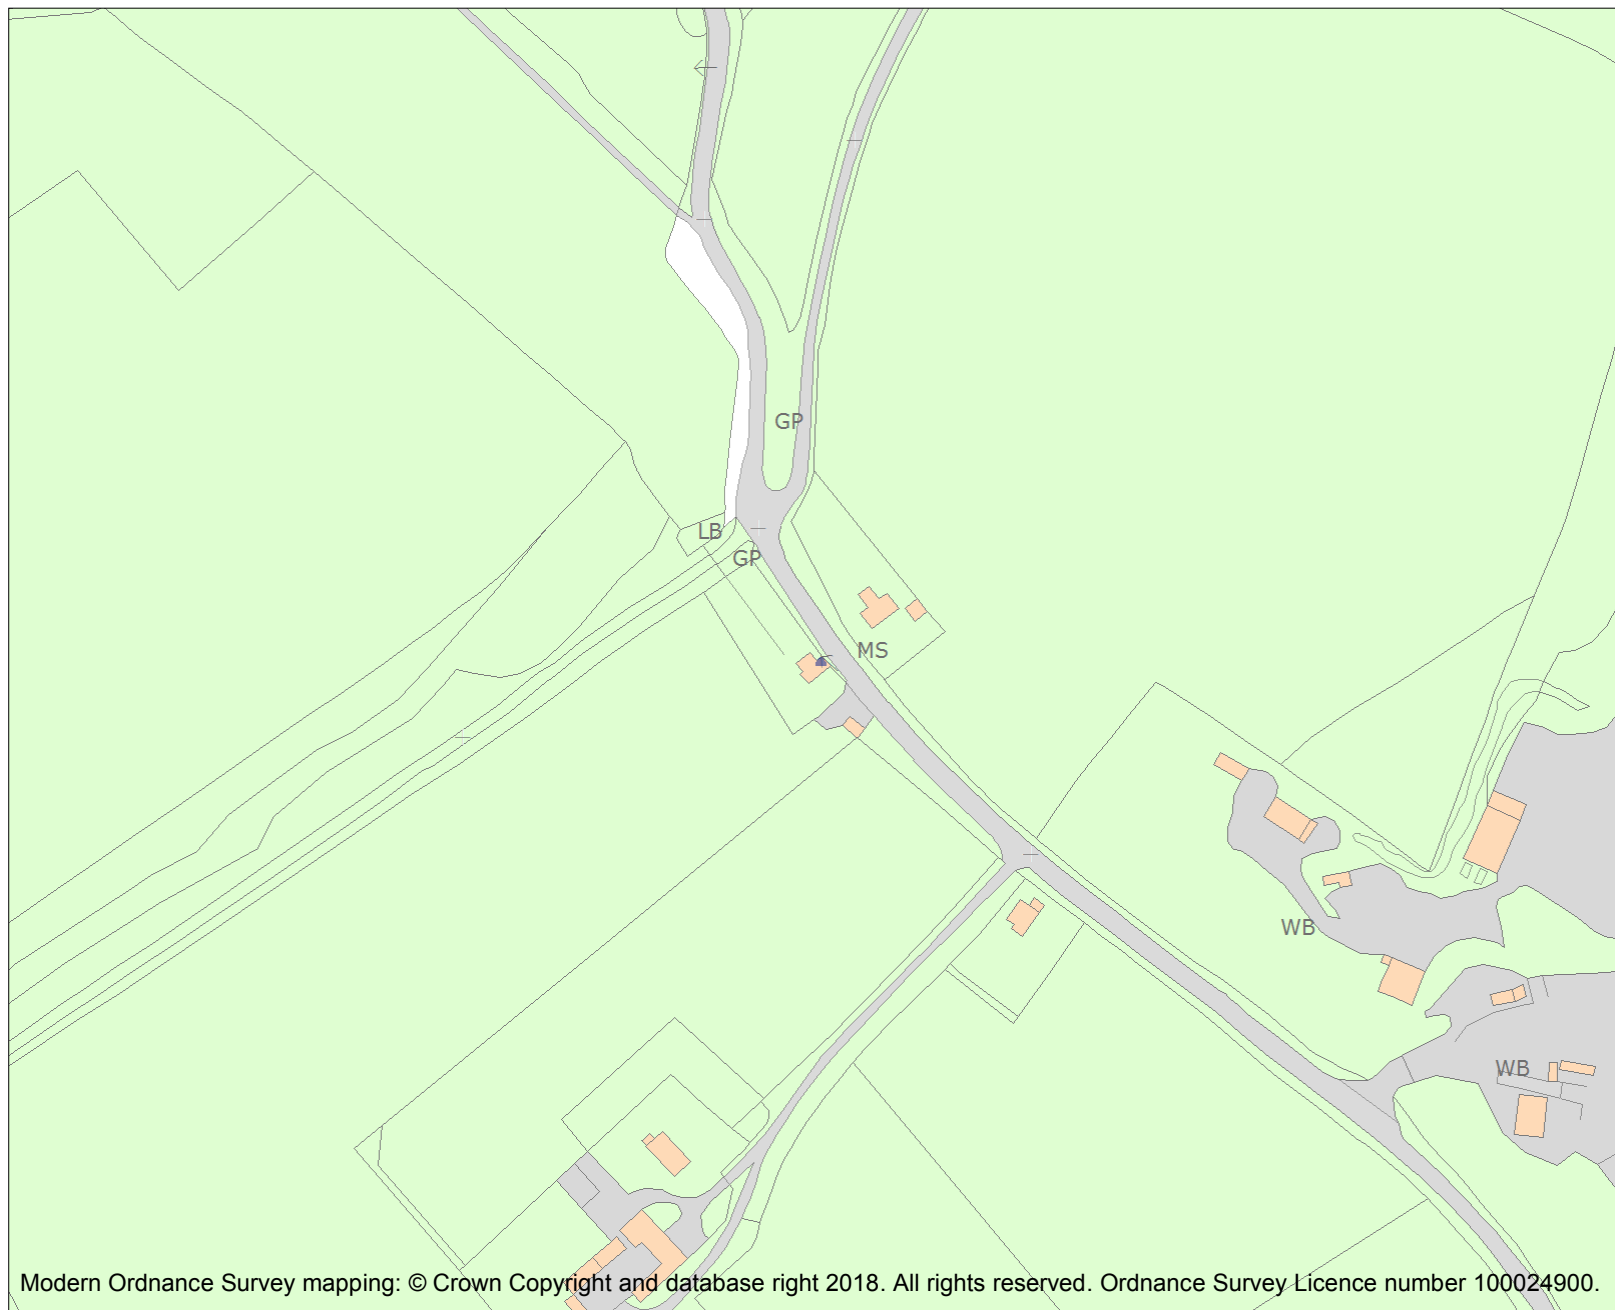 GP
LB
GP
MS
WB
WB
Modern Ordnance Survey mapping: © Crown Copyright and database right 2018. All rights reserved. Ordnance Survey Licence number 100024900.